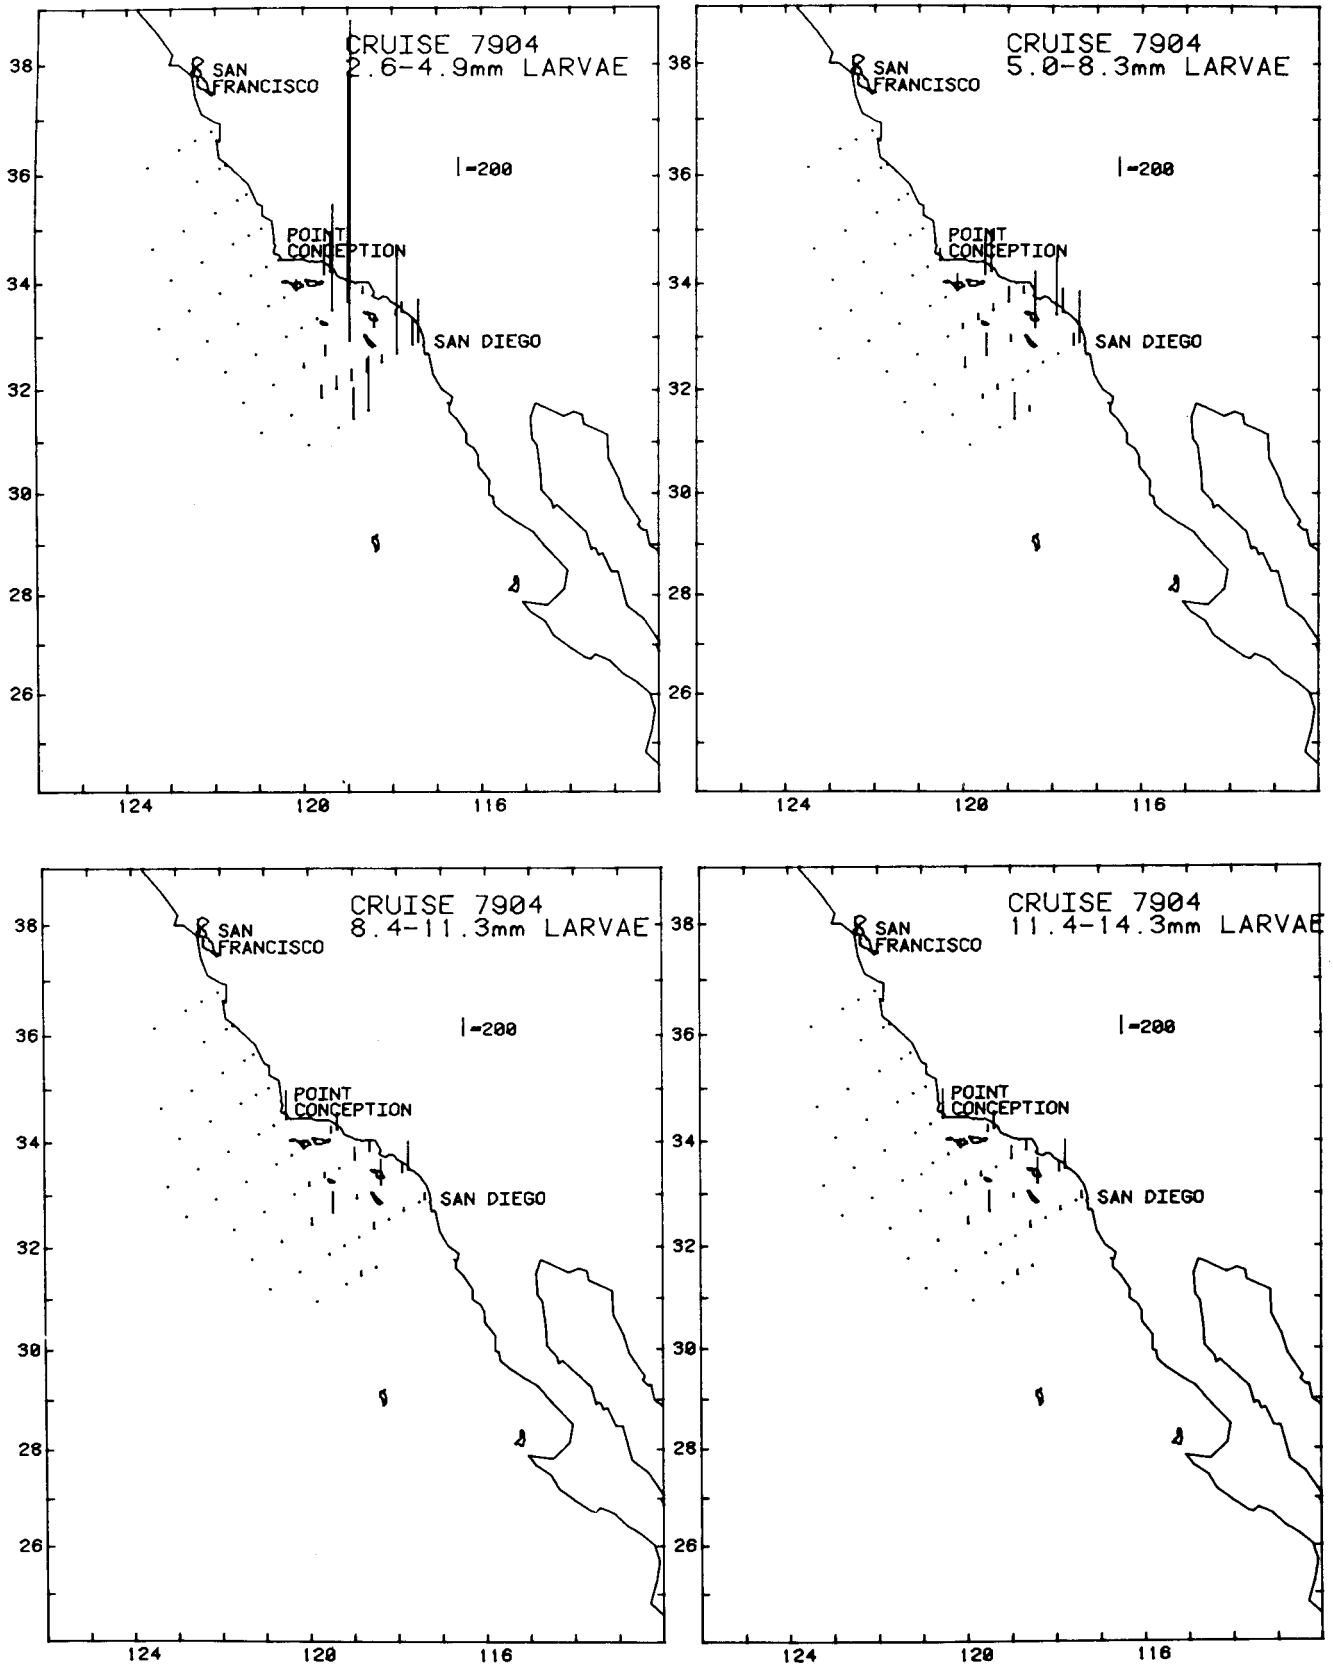 CRUISE 7904
2.6-4.9mm LARVAE
38
SAN
FRANCISCO
36
|=200
POINT
CONCEPTION
34
SAN DIEGO
32
30
28
26
124 120 116
CRUISE 7904
5.0-8.3mm LARVAE
38
SAN
FRANCISCO
36
|=200
POINT
CONCEPTION
34
SAN DIEGO
32
30
28
26
124 120 116
CRUISE 7904
8.4-11.3mm LARVAE
38
SAN
FRANCISCO
36
|=200
POINT
CONCEPTION
34
SAN DIEGO
32
30
28
26
124 120 116
CRUISE 7904
11.4-14.3mm LARVAE
38
SAN
FRANCISCO
36
|=200
POINT
CONCEPTION
34
SAN DIEGO
32
30
28
26
124 120 116